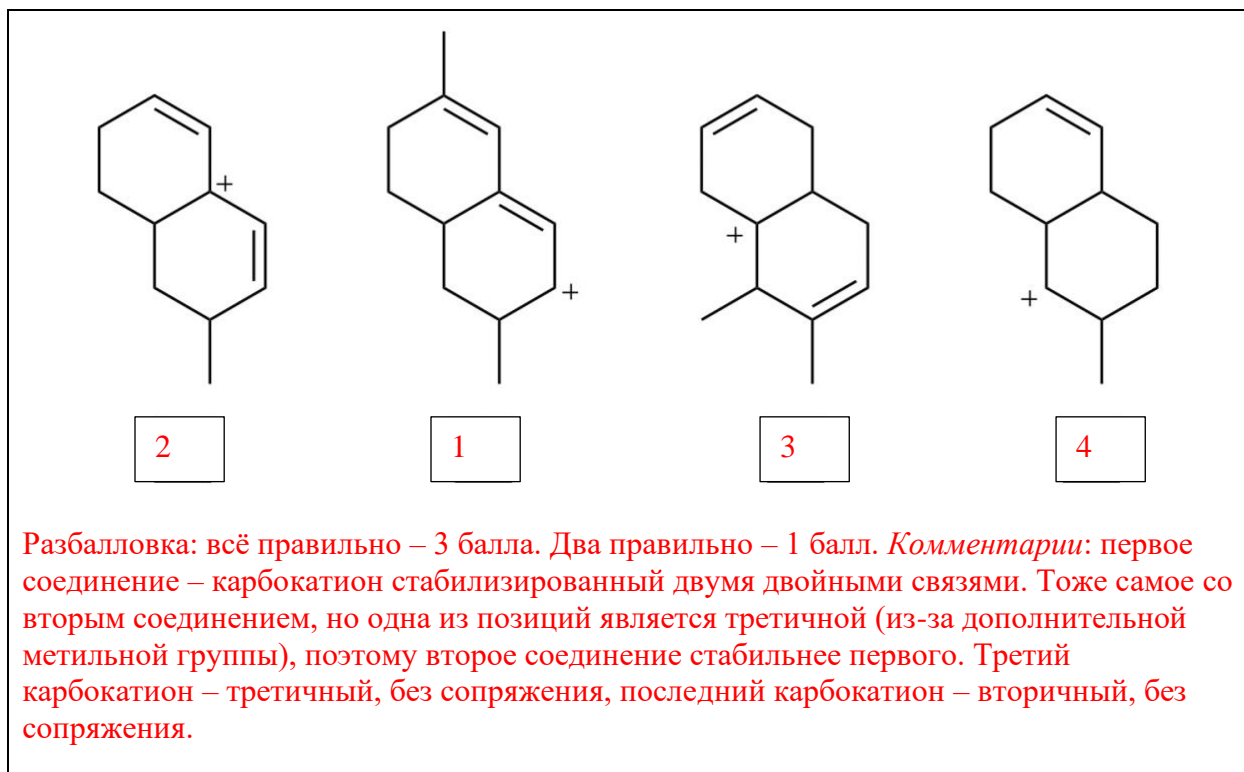 +
+
+
+
2
1
3
4
Разбалловка: всё правильно – 3 балла. Два правильно – 1 балл. Комментарии: первое
соединение – карбокатион стабилизированный двумя двойными связями. Тоже самое со
вторым соединением, но одна из позиций является третичной (из-за дополнительной
метильной группы), поэтому второе соединение стабильнее первого. Третий
карбокатион – третичный, без сопряжения, последний карбокатион – вторичный, без
сопряжения.